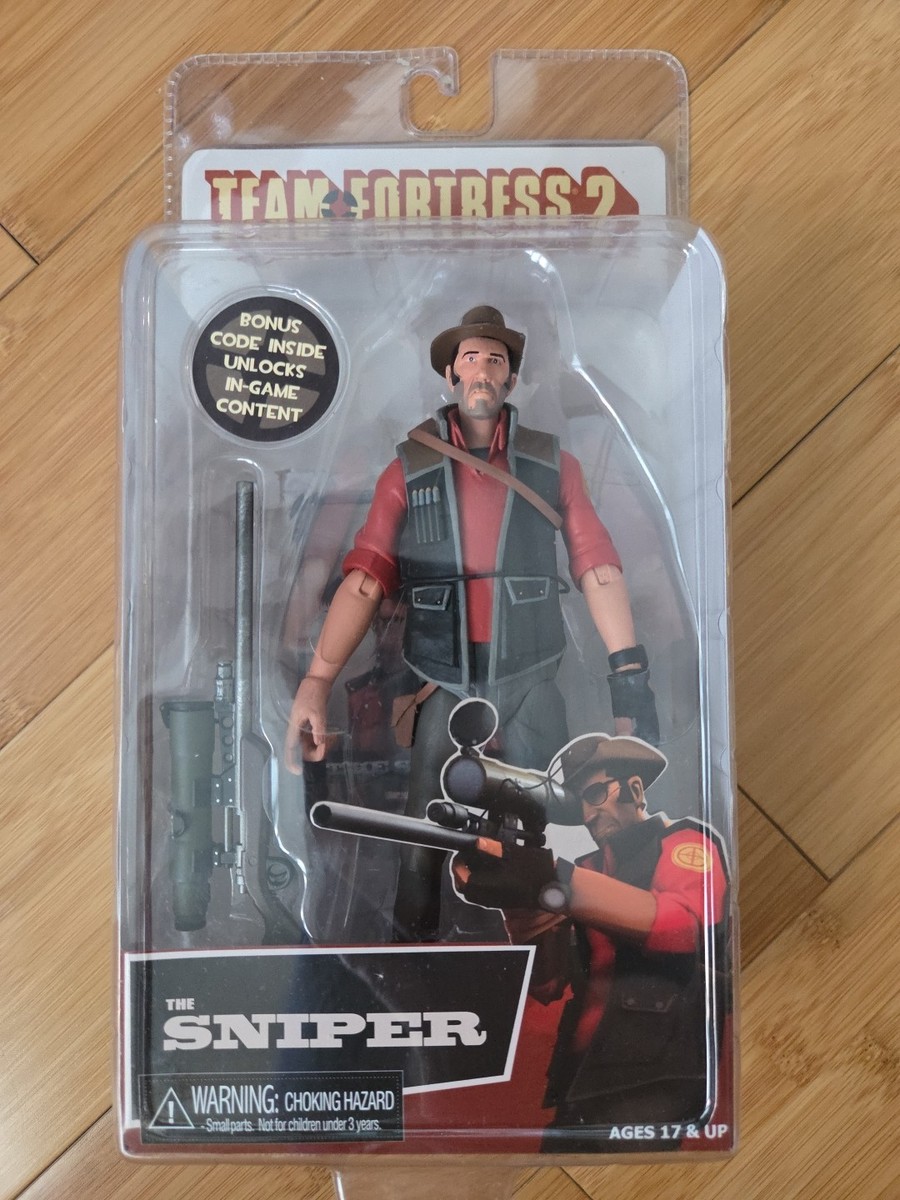 TEAM FORTRESS 2
BONUS
CODE INSIDE
UNLOCKS
IN-GAME
CONTENT
THE
SNIPER
WARNING: CHOKING HAZARD
- Small parts. Not for children under 3 years.
AGES 17 & UP